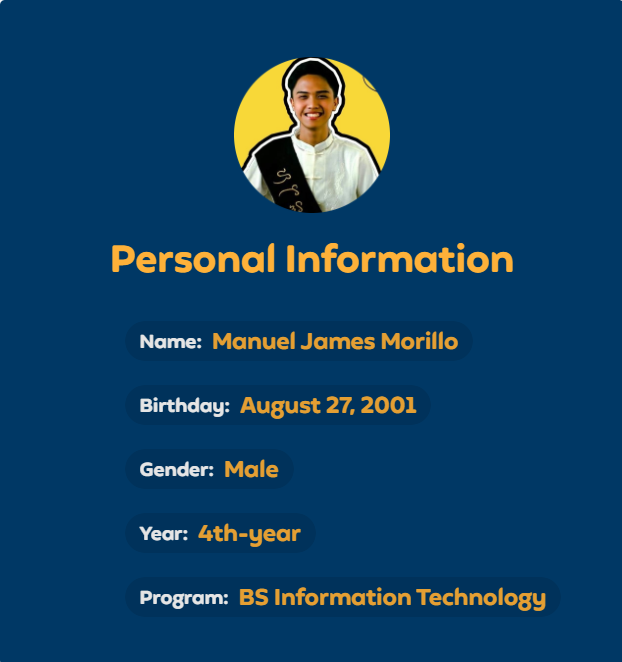 Personal Information
Name: Manuel James Morillo
Birthday: August 27, 2001
Gender: Male
Year: 4th-year
Program: BS Information Technology